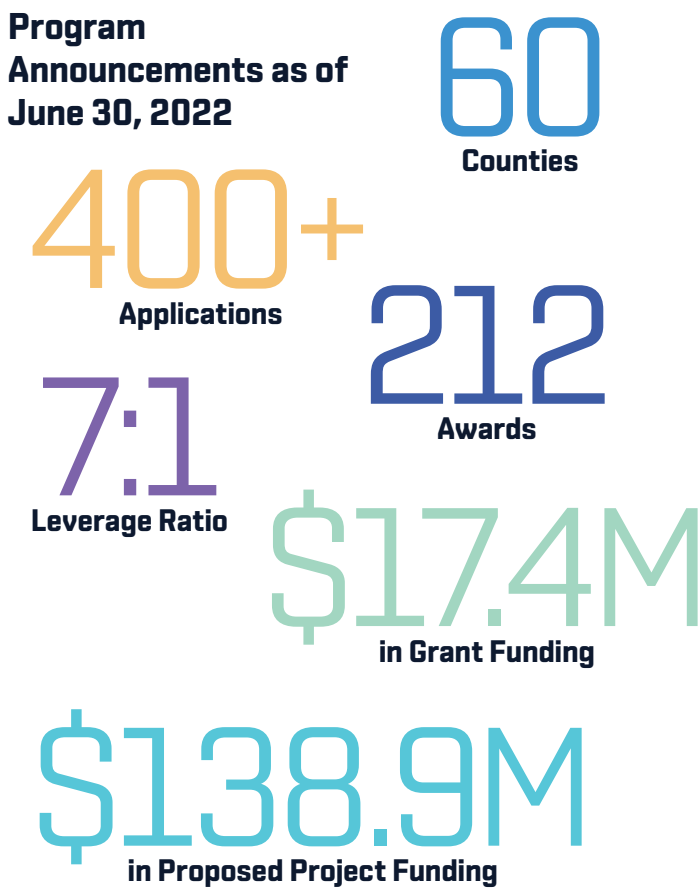 Program
Announcements as of
June 30, 2022
60
Counties
400+
Applications
212
Awards
7:1
Leverage Ratio
$17.4M
in Grant Funding
$138.9M
in Proposed Project Funding